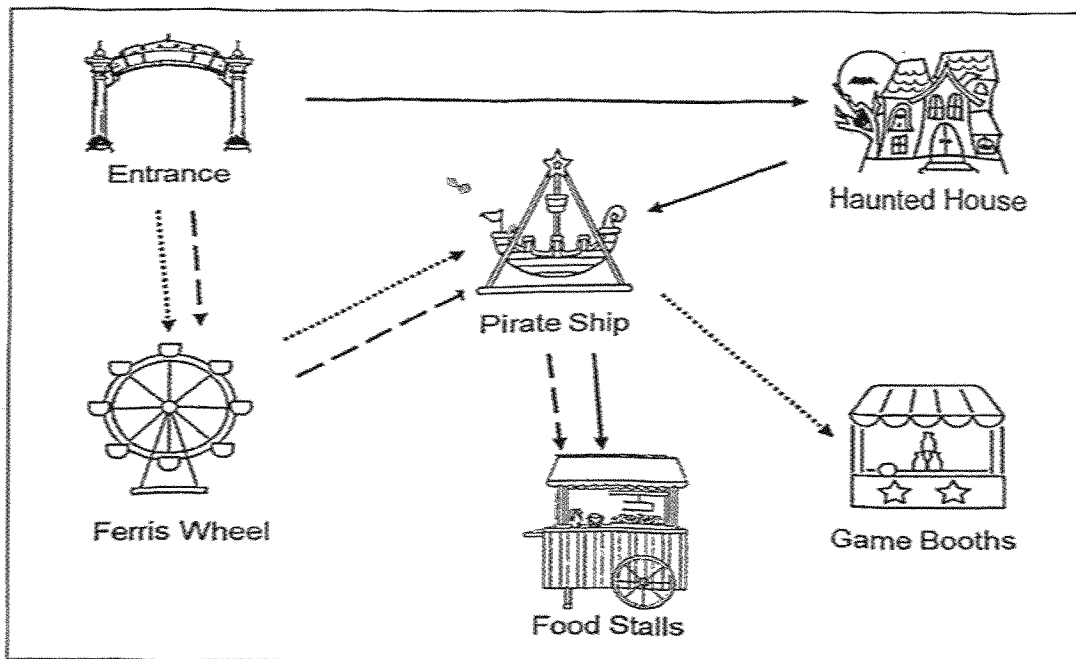 Entrance
Haunted House
Pirate Ship
Ferris Wheel
Game Booths
Food Stalls